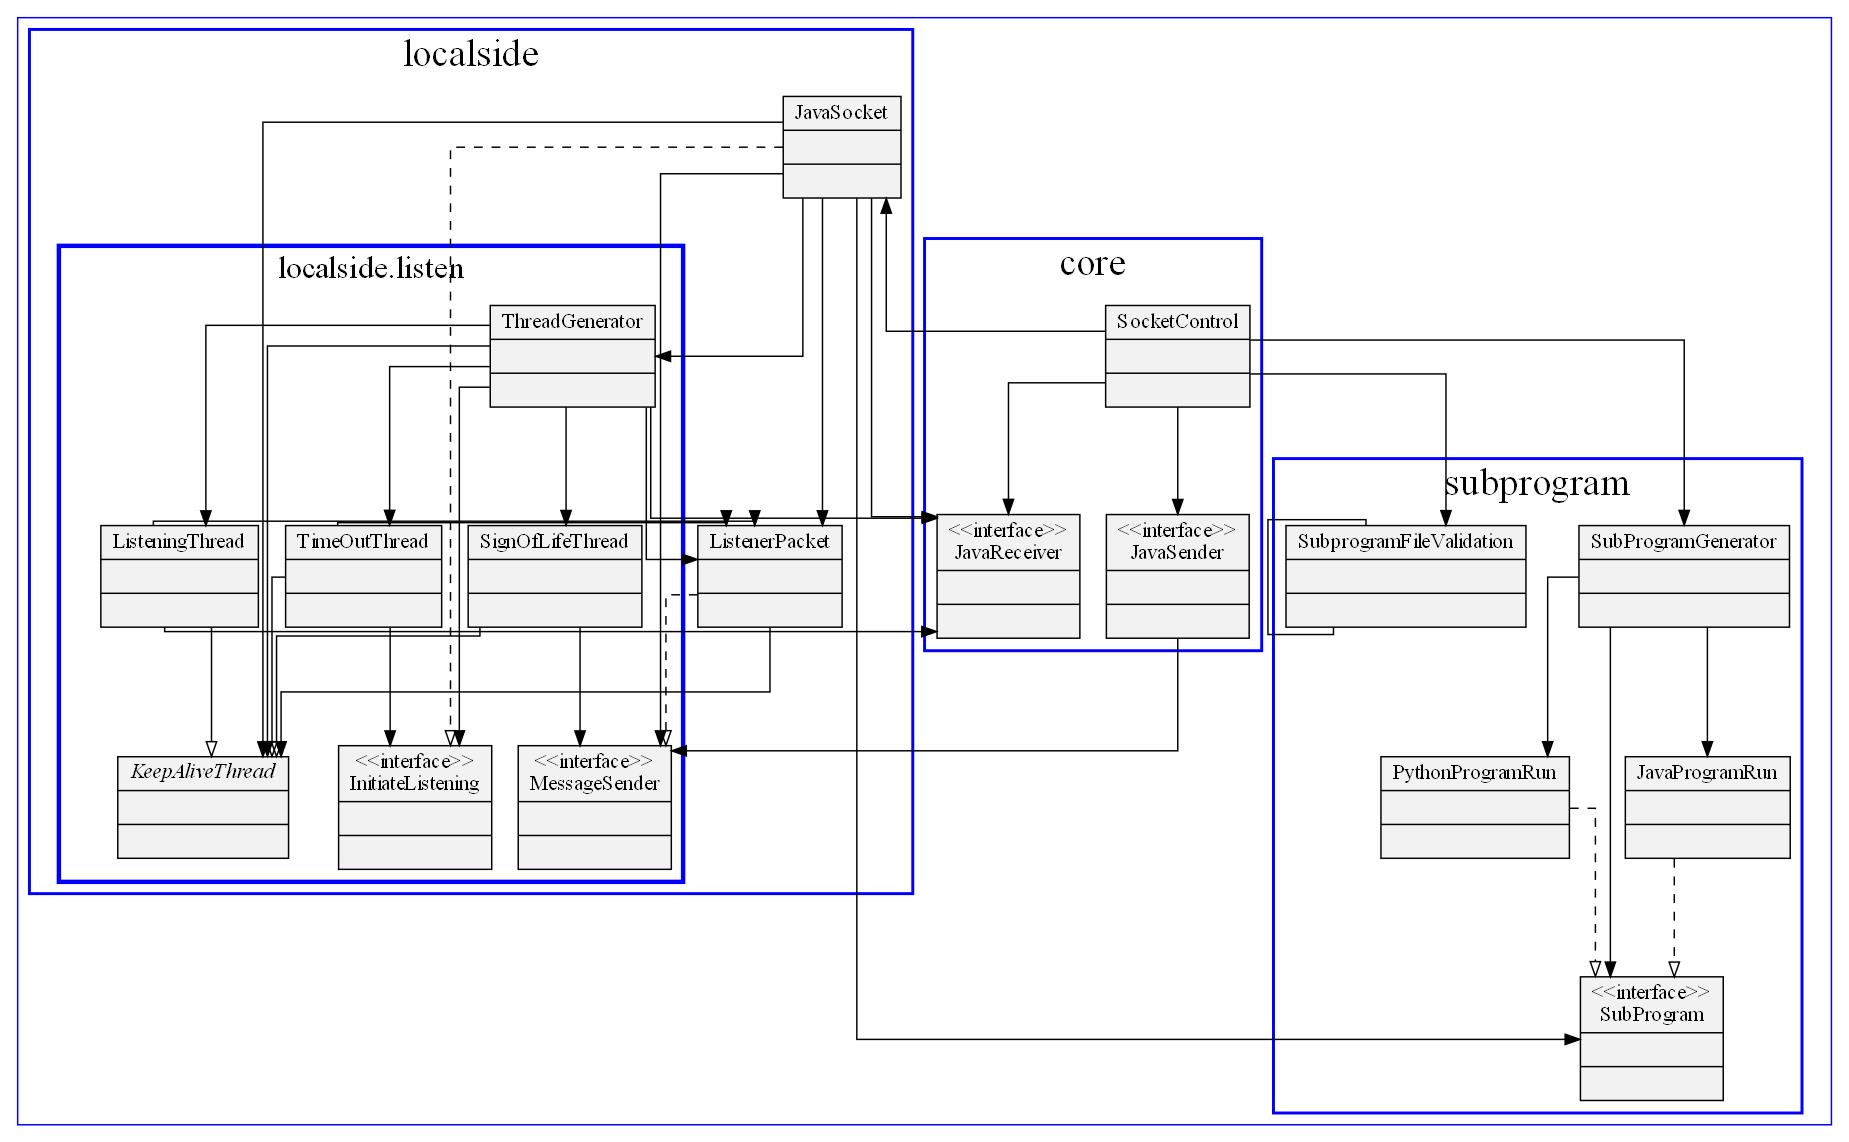 localside
JavaSocket
localside.listen
core
ThreadGenerator
SocketControl
subprogram
ListeningThread
TimeOutThread
SignOfLifeThread
ListenerPacket
<<interface>>
JavaReceiver
<<interface>>
JavaSender
SubprogramFileValidation
SubProgramGenerator
KeepAliveThread
<<interface>>
InitiateListening
<<interface>>
MessageSender
PythonProgramRun
JavaProgramRun
<<interface>>
SubProgram